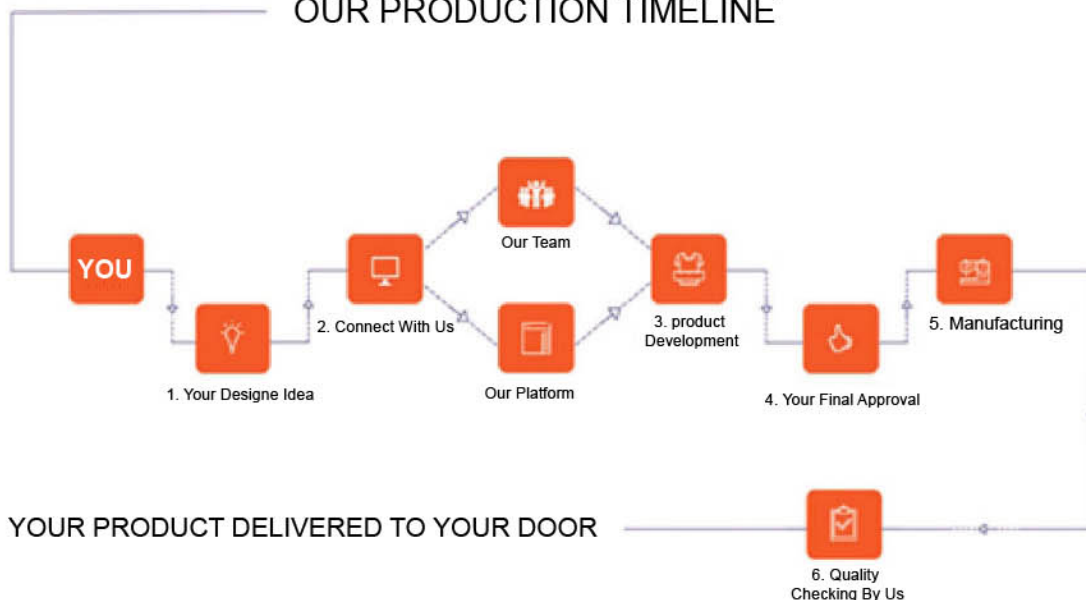 OUR PRODUCTION TIMELINE
YOU
1. Your Designe Idea
2. Connect With Us
Our Team
Our Platform
3. product
Development
4. Your Final Approval
5. Manufacturing
6. Quality
Checking By Us
YOUR PRODUCT DELIVERED TO YOUR DOOR